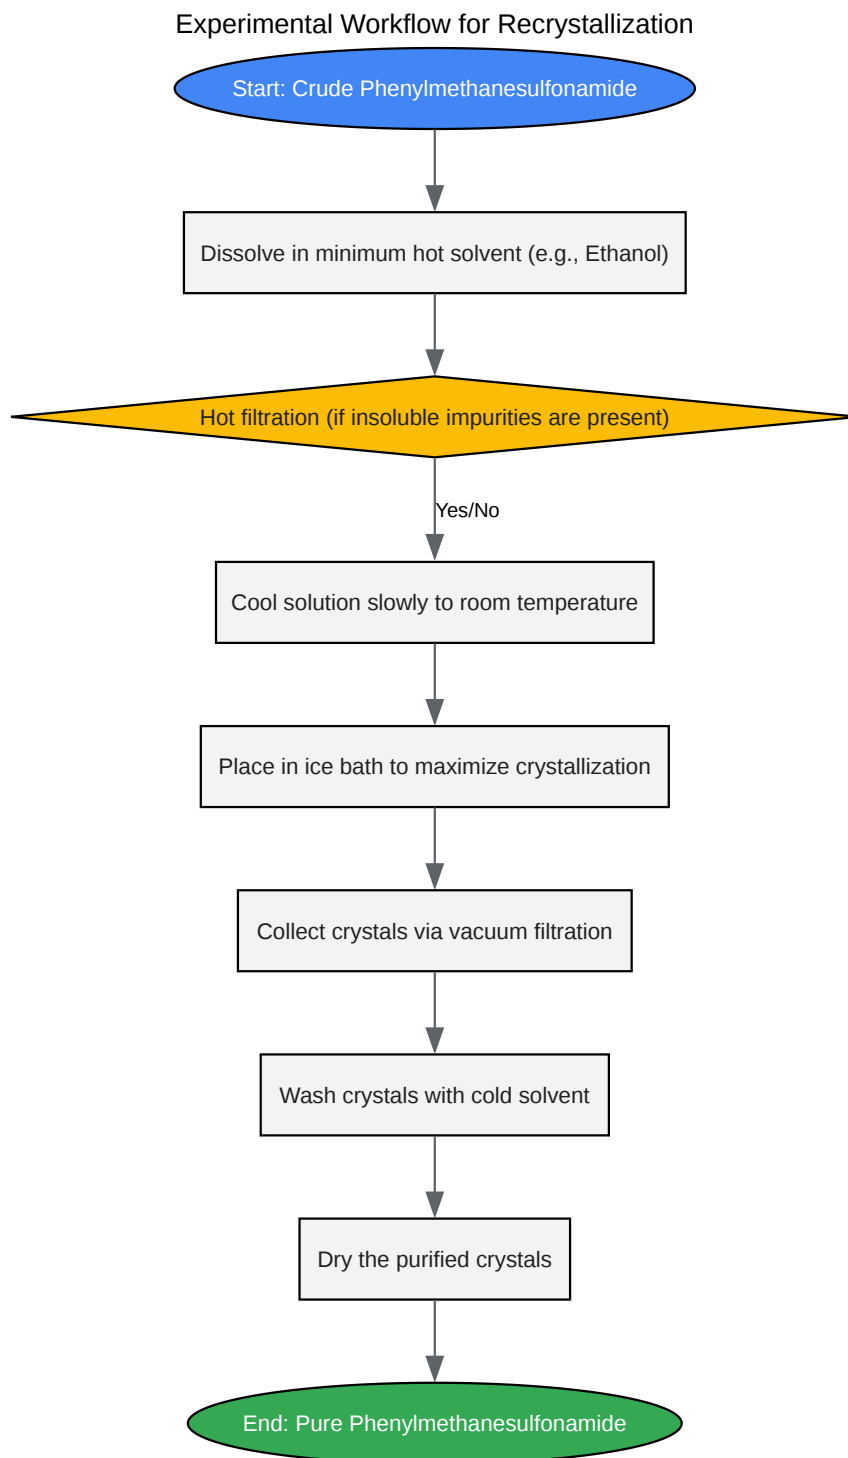 Experimental Workflow for Recrystallization
Start: Crude Phenylmethanesulfonamide
Dissolve in minimum hot solvent (e.g., Ethanol)
Hot filtration (if insoluble impurities are present)
Yes/No
Cool solution slowly to room temperature
Place in ice bath to maximize crystallization
Collect crystals via vacuum filtration
Wash crystals with cold solvent
Dry the purified crystals
End: Pure Phenylmethanesulfonamide